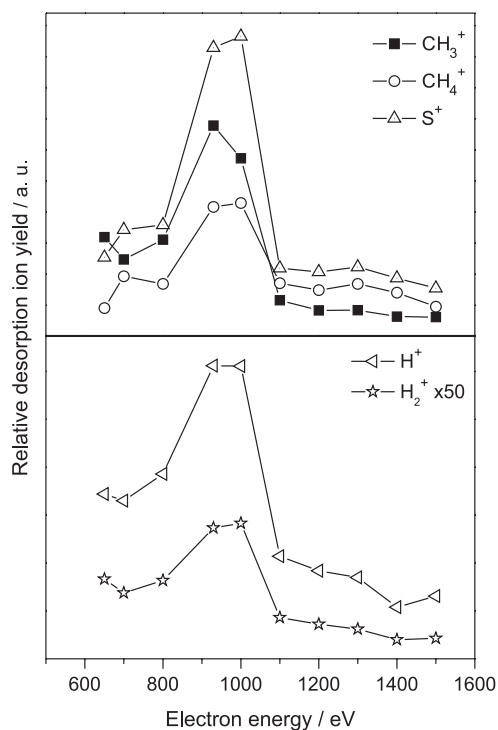 CH₃⁺
CH₄⁺
S⁺
Relative desorption ion yield / a. u.
H⁺
H₂⁺ x50
600 800 1000 1200 1400 1600
Electron energy / eV